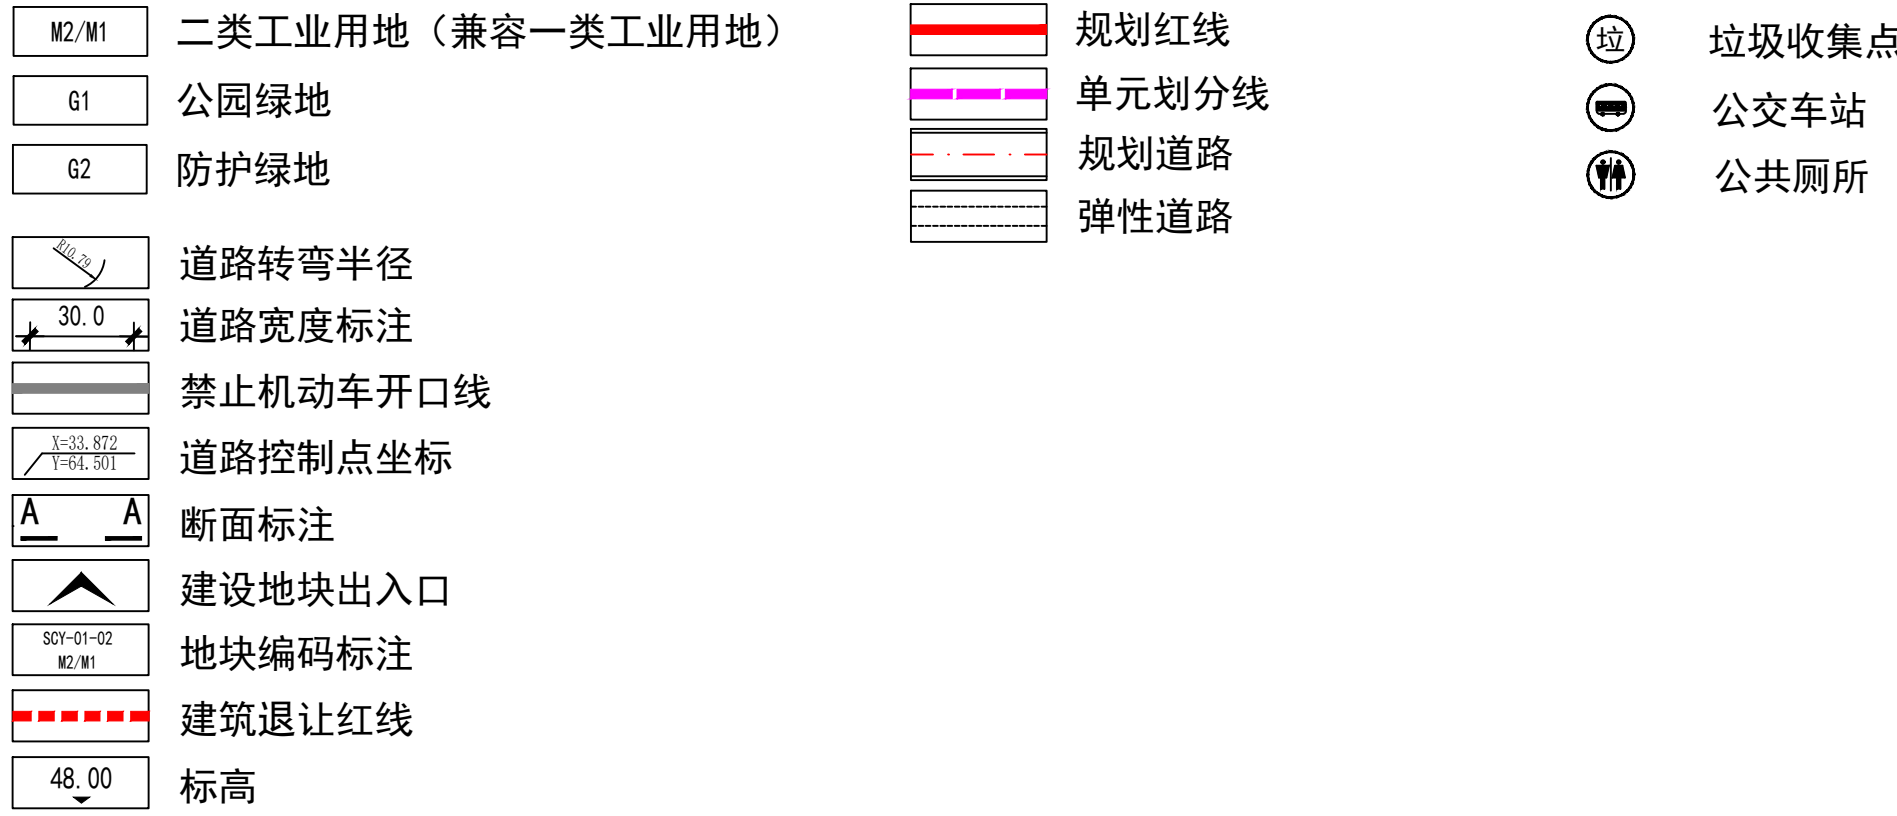 M2/M1 二类工业用地（兼容一类工业用地）
G1 公园绿地
G2 防护绿地
R10.79 道路转弯半径
30.0 道路宽度标注
禁止机动车开口线
X=33.872
Y=64.501
道路控制点坐标
A A 断面标注
建设地块出入口
SCY-01-02
M2/M1
地块编码标注
建筑退让红线
48.00 标高
规划红线
单元划分线
规划道路
弹性道路
垃 垃圾收集点
公交车站
公共厕所